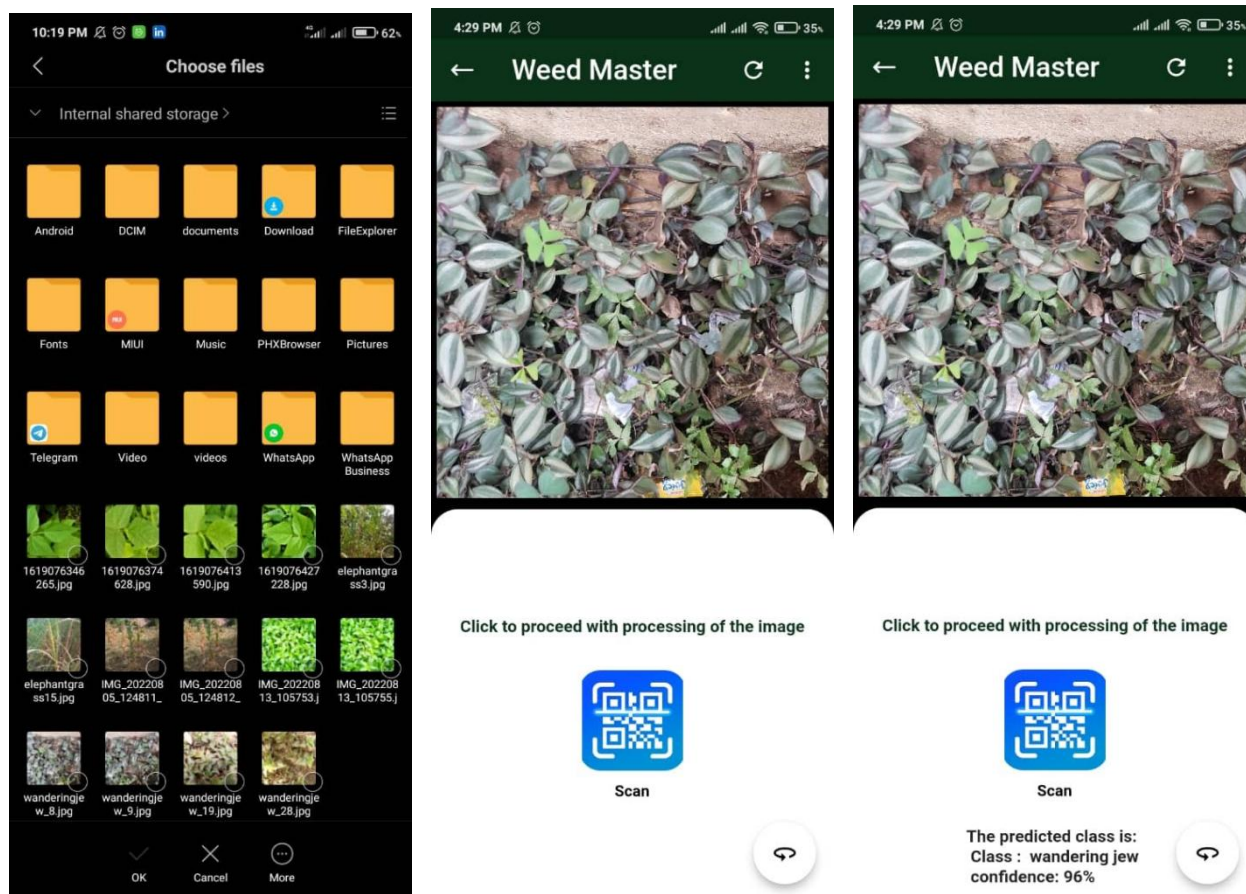 10:19 PM
62%
Choose files
Internal shared storage >
Android
DCIM
documents
Download
FileExplorer
Fonts
MIUI
Music
PHXBrowser
Pictures
Telegram
Video
videos
WhatsApp
WhatsApp
Business
1619076346
265.jpg
1619076374
628.jpg
1619076413
590.jpg
1619076427
228.jpg
elephantgra
ss3.jpg
elephantgra
ss15.jpg
IMG_202208
05_124811_
IMG_202208
05_124812_
IMG_202208
13_105753.j
IMG_202208
13_105755.j
wanderingje
w_8.jpg
wanderingje
w_9.jpg
wanderingje
w_19.jpg
wanderingje
w_28.jpg
OK
Cancel
More
4:29 PM
35%
Weed Master
Click to proceed with processing of the image
Scan
4:29 PM
35%
Weed Master
Click to proceed with processing of the image
Scan
The predicted class is:
Class : wandering jew
confidence: 96%